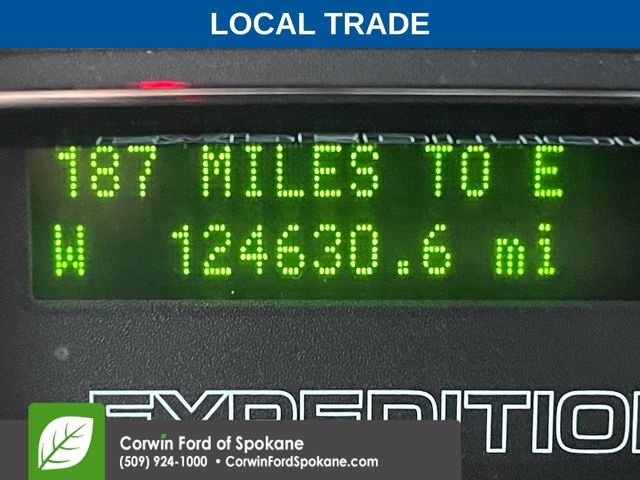 LOCAL TRADE
187 MILES TO E
W 124630.6 mi
EXPEDITION
Corwin Ford of Spokane
(509) 924-1000 • CorwinFordSpokane.com